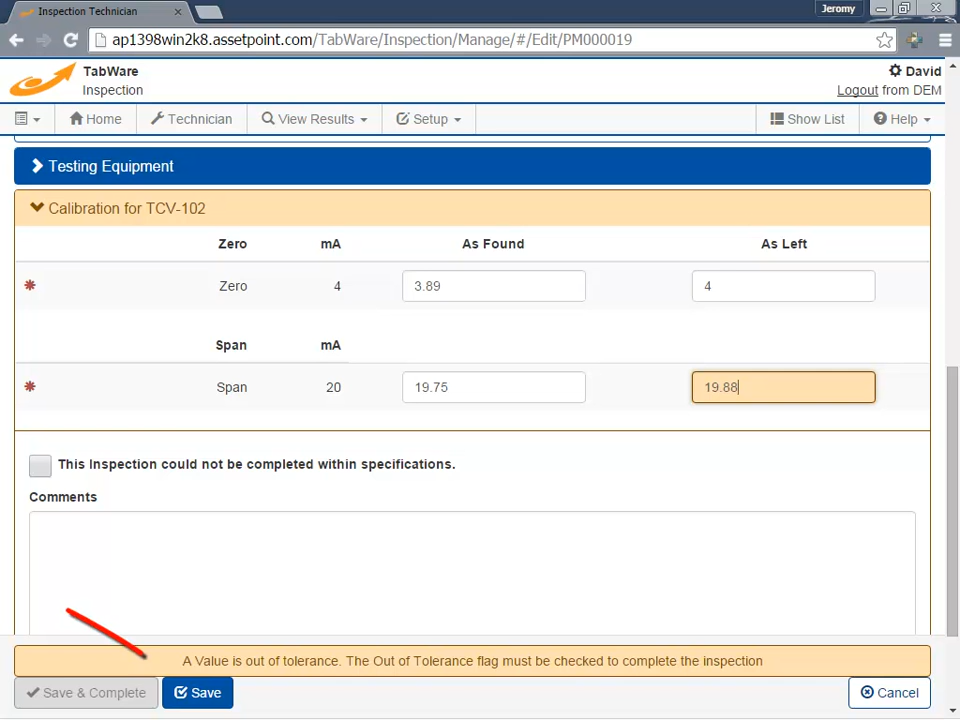 Inspection Technician
Jeromy
ap1398win2k8.assetpoint.com/TabWare/Inspection/Manage/#/Edit/PM000019
TabWare
Inspection
David
Logout from DEM
Home Technician View Results Setup Show List Help
Testing Equipment
Calibration for TCV-102
Zero mA As Found As Left
Zero 4 3.89 4
Span mA
Span 20 19.75 19.88
This Inspection could not be completed within specifications.
Comments
A Value is out of tolerance. The Out of Tolerance flag must be checked to complete the inspection
Save & Complete Save Cancel